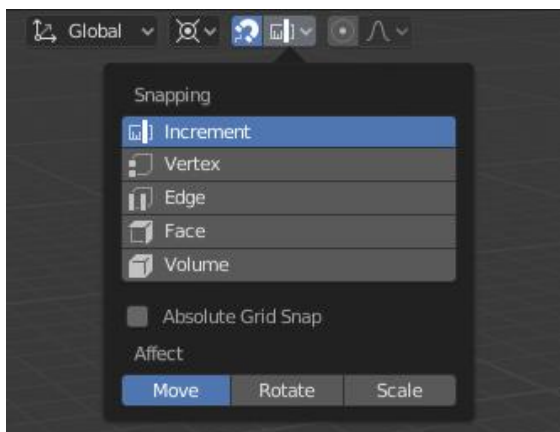 Global
Snapping
Increment
Vertex
Edge
Face
Volume
Absolute Grid Snap
Affect
Move Rotate Scale